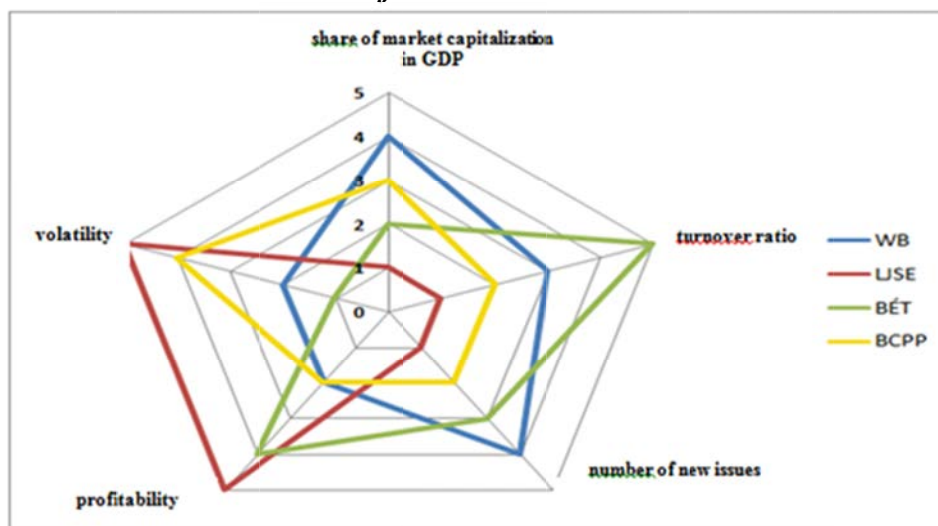 share of market capitalization
in GDP
5
4
3
2
1
0
volatility
turnover ratio
number of new issues
profitability
WB
LJSE
BÉT
BCPP